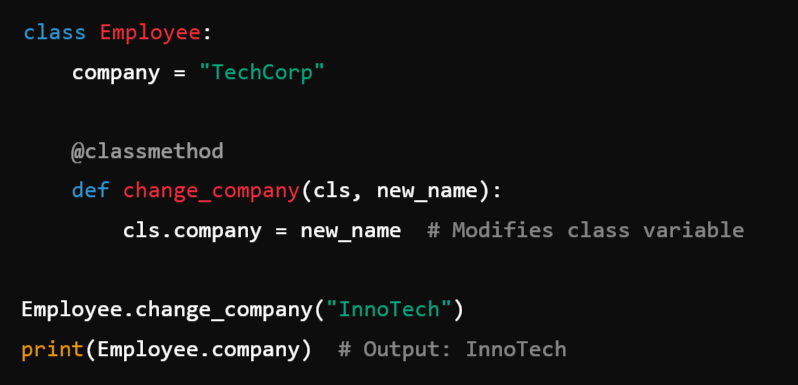 class Employee:
    company = "TechCorp"
    @classmethod
    def change_company(cls, new_name):
        cls.company = new_name  # Modifies class variable
Employee.change_company("InnoTech")
print(Employee.company)  # Output: InnoTech